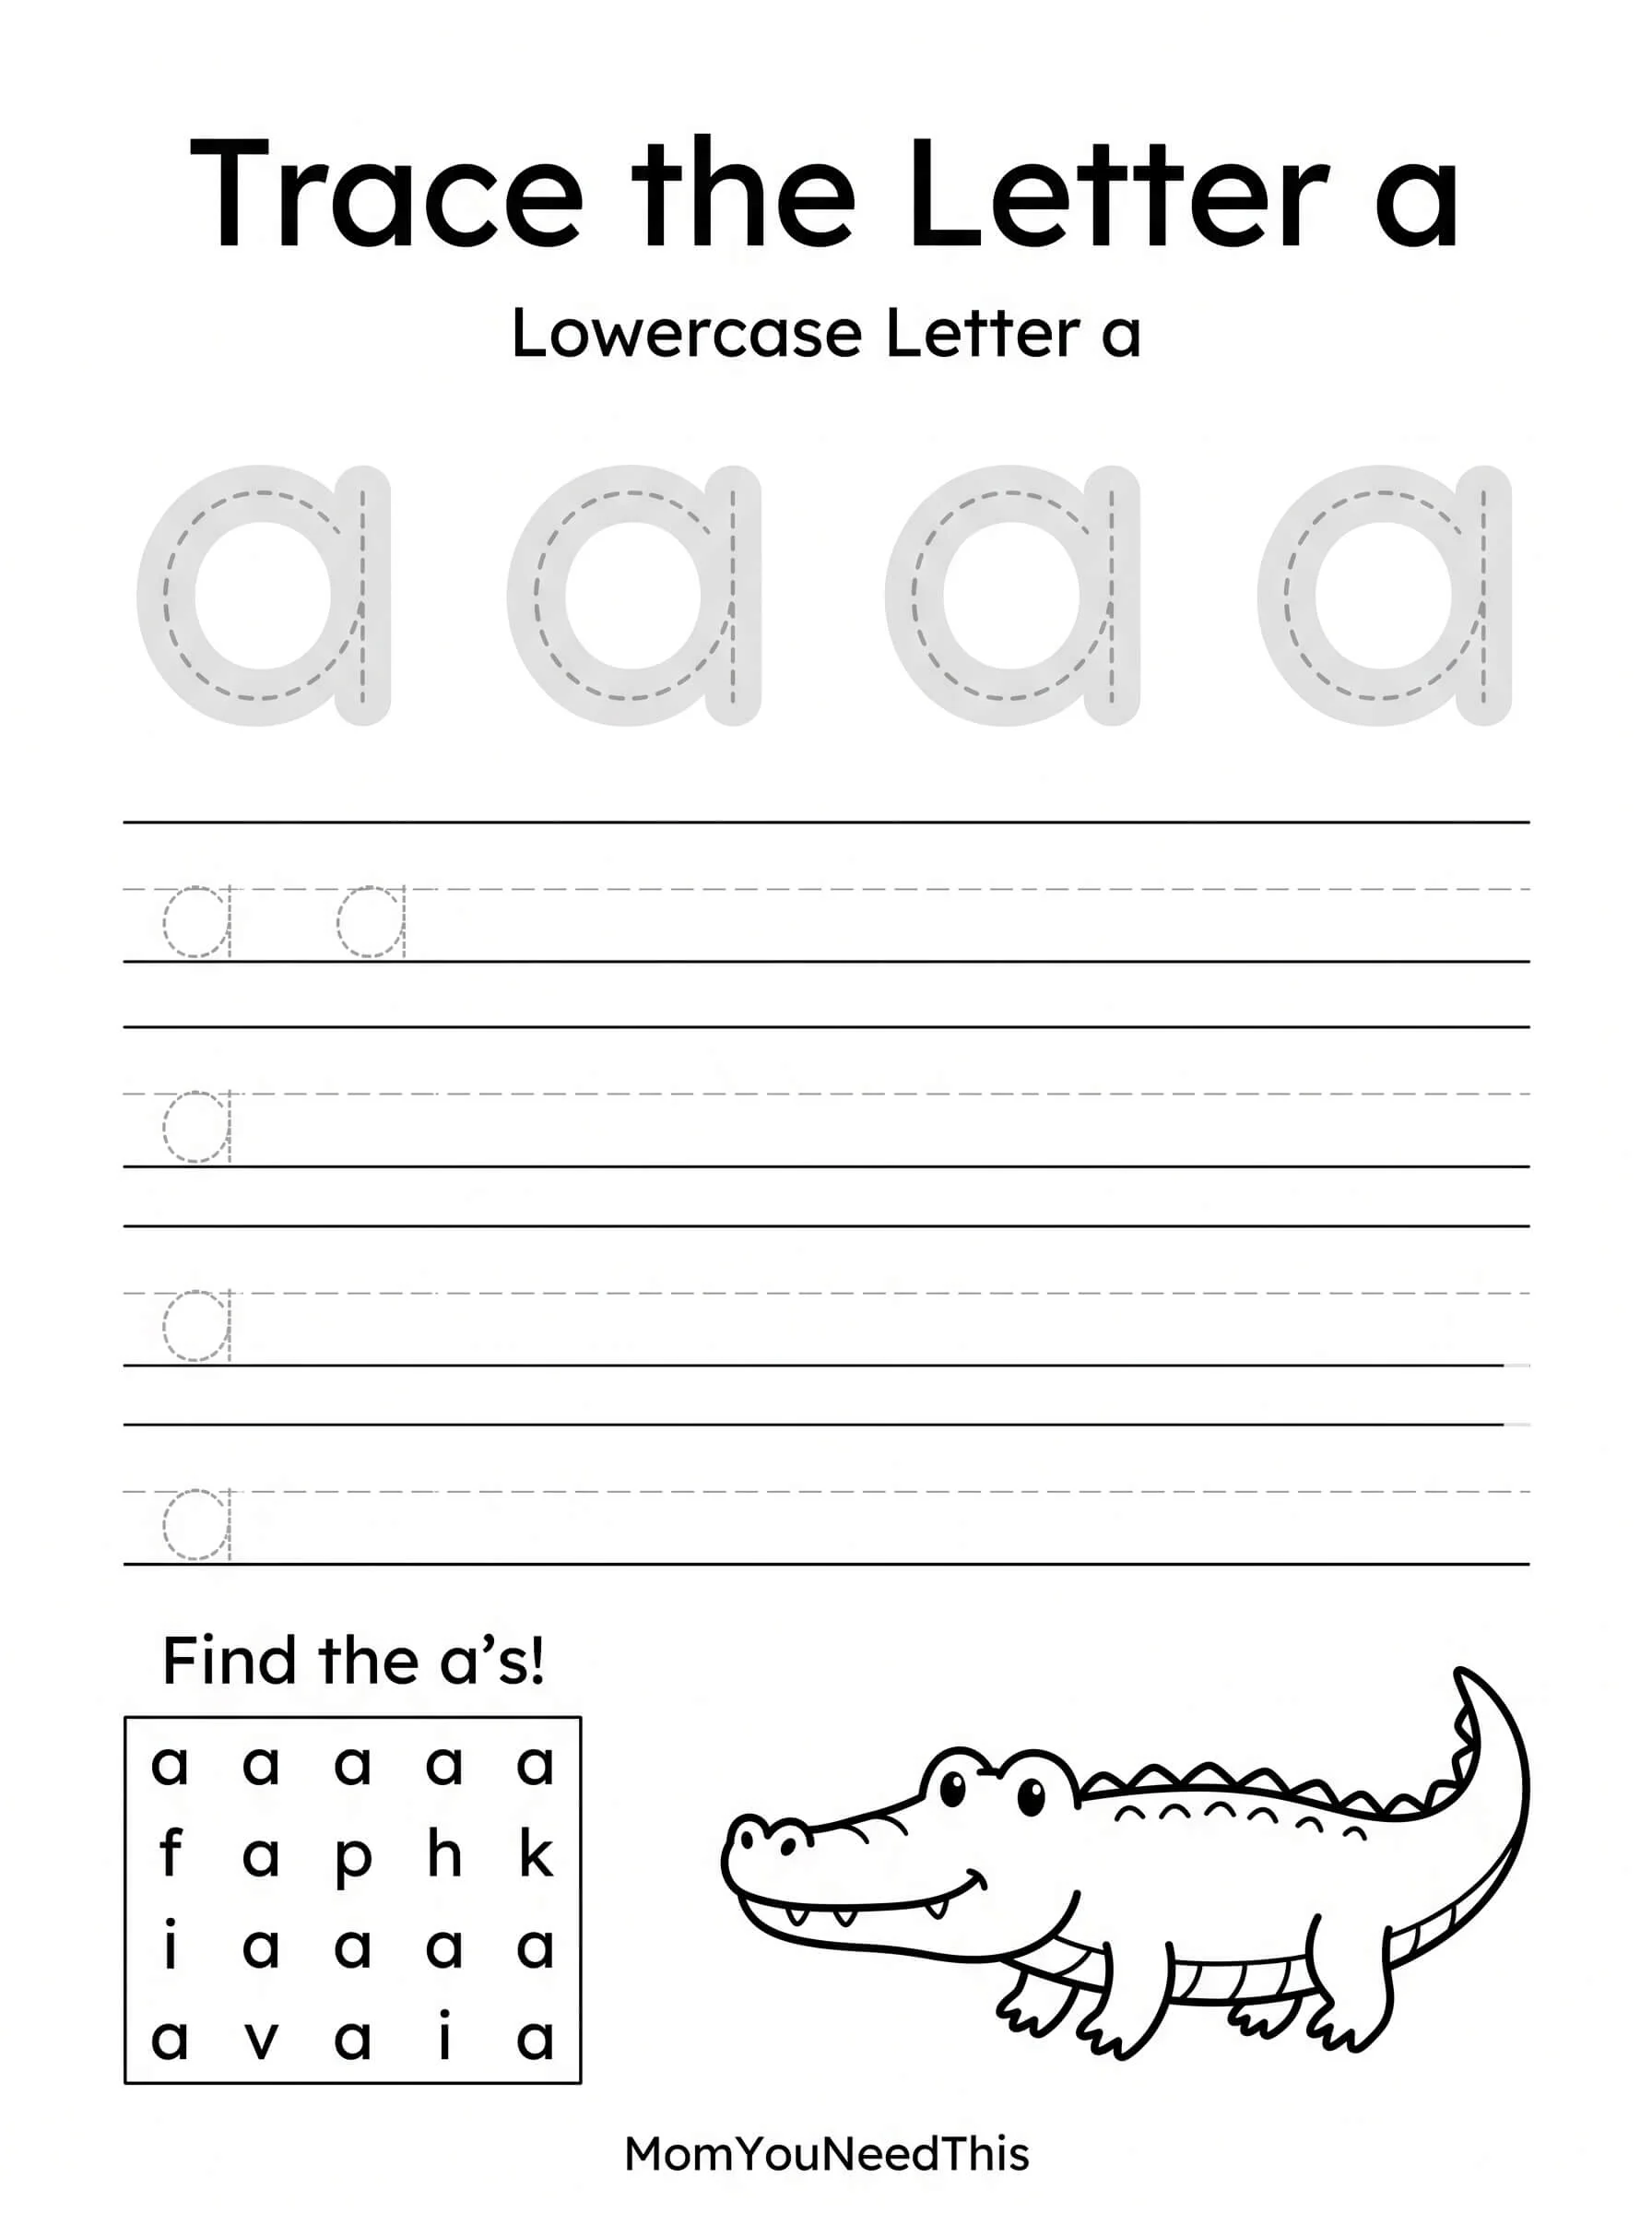 Trace the Letter a
Lowercase Letter a
a a a a
a a
a
a
a
Find the a's!
a a a a a
f a p h k
i a a a a
a v a i a
MomYouNeedThis